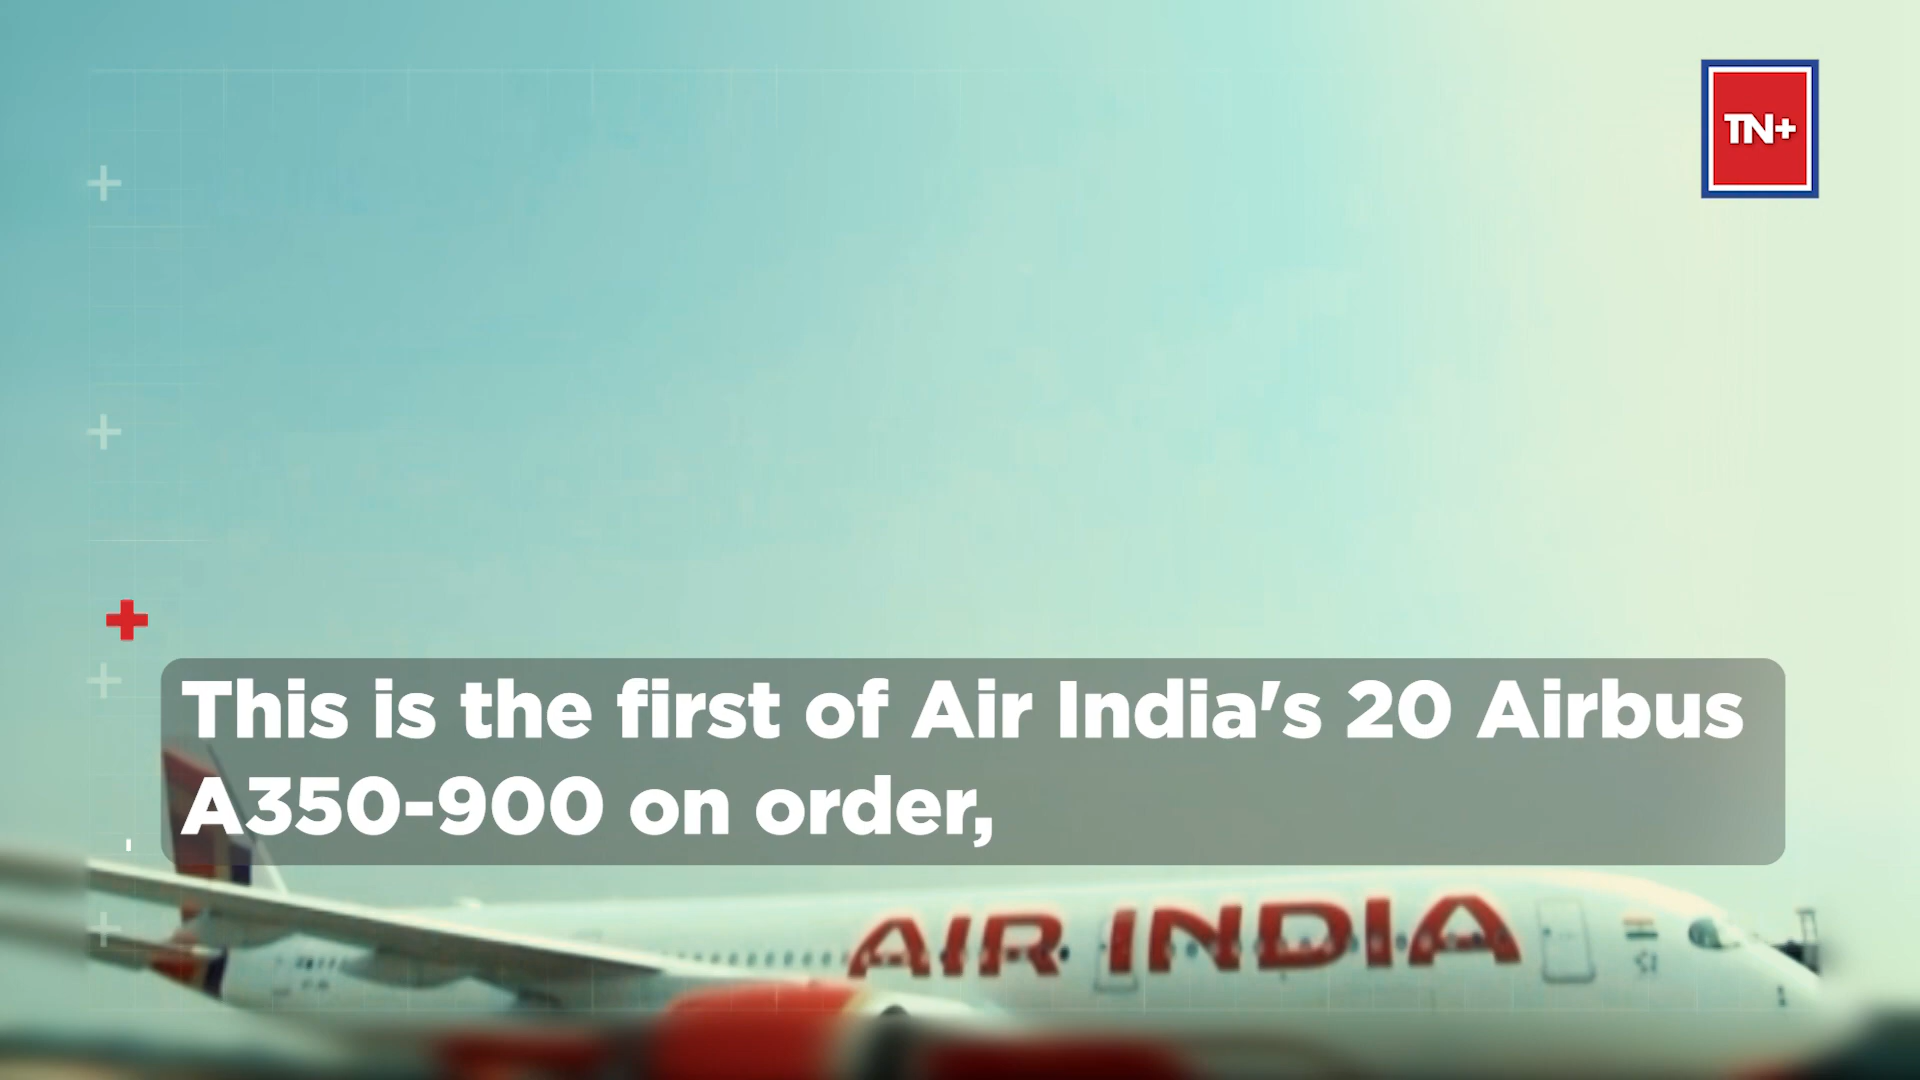 TN+
This is the first of Air India's 20 Airbus
A350-900 on order,
AIR INDIA